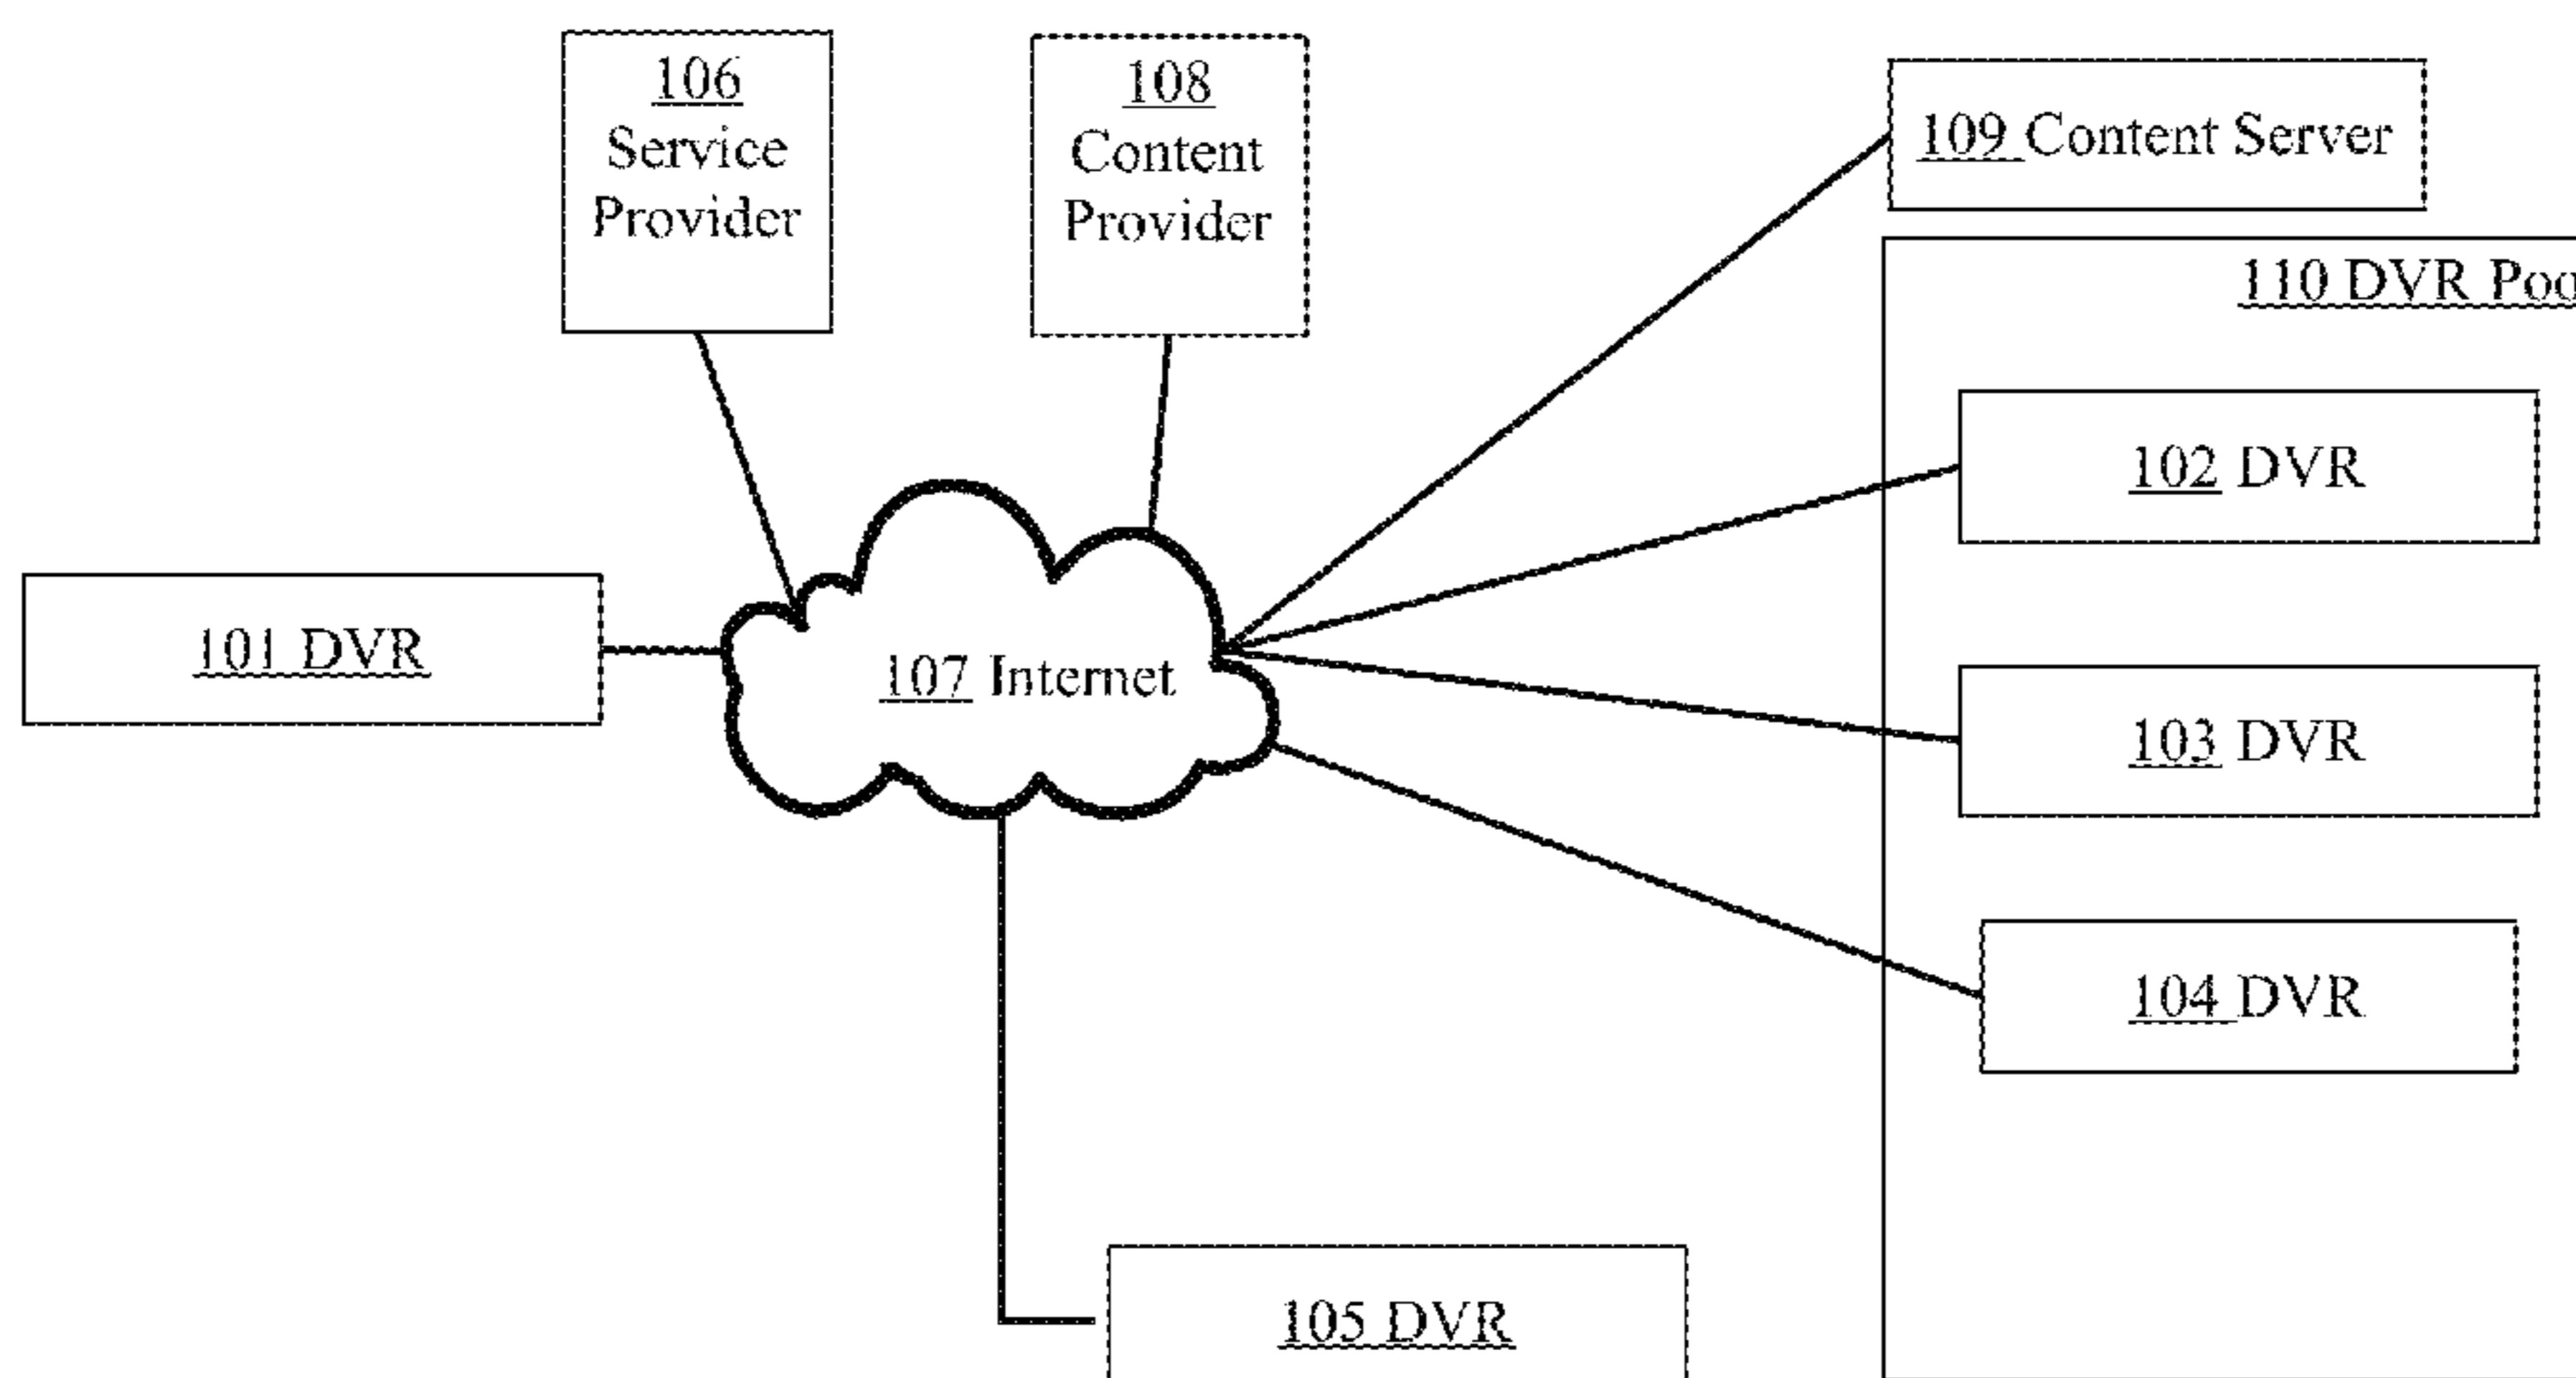 106
Service
Provider
108
Content
Provider
109 Content Server
110 DVR
102 DVR
101 DVR
107 Internet
103 DVR
104 DVR
105 DVR